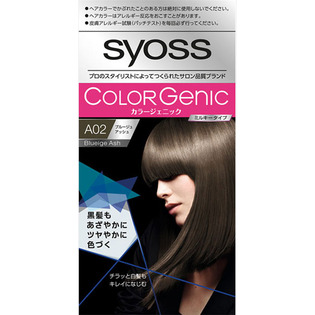 ●ヘアカラーでかぶれたことのある方は絶対に使用しないでください。
●ヘアカラーはアレルギー反応をおこすことがあります。
●皮膚アレルギー試験(パッチテスト)を毎回必ず行ってください。
syoss
プロのスタイリストによってつくられたサロン品質ブランド
COLORGENIC
カラージェニック
ミルキータイプ
A02
ブルージュ
アッシュ
Blueige Ash
黒髪も
あざやかに
ツヤやかに
色づく
チラッと白髪も
キレイになじむ